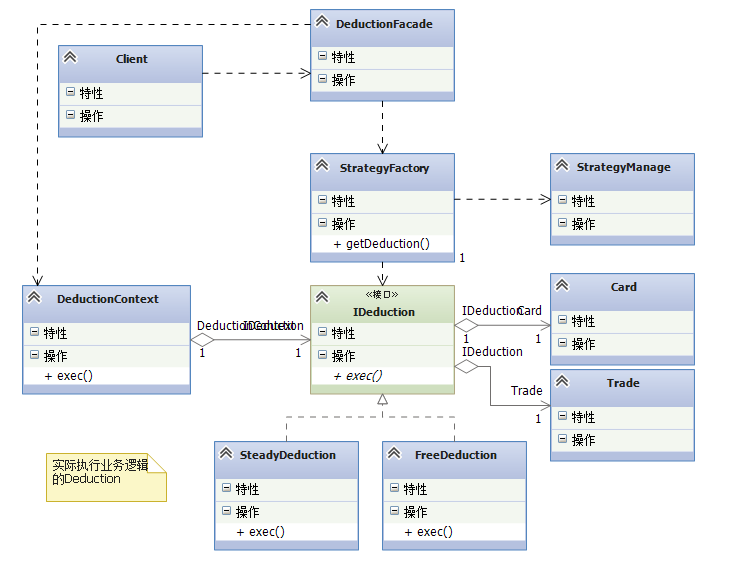 DeductionFacade
特性
操作
Client
特性
操作
StrategyFactory
特性
操作
+ getDeduction()
1
StrategyManage
特性
操作
DeductionContext
特性
操作
+ exec()
DeductionContext
IDeduction
1
1
«接口»
IDeduction
特性
操作
+ exec()
IDeduction
Card
1
1
IDeduction
Trade
1
Card
特性
操作
Trade
特性
操作
SteadyDeduction
特性
操作
+ exec()
FreeDeduction
特性
操作
+ exec()
实际执行业务逻辑
的Deduction